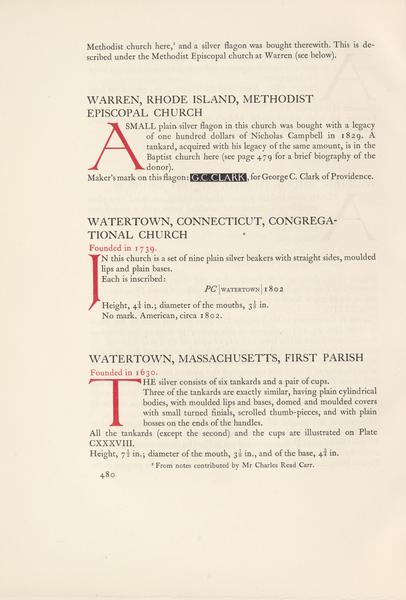 Methodist church here,¹ and a silver flagon was bought therewith. This is de-
scribed under the Methodist Episcopal church at Warren (see below).
WARREN, RHODE ISLAND, METHODIST
EPISCOPAL CHURCH
A SMALL plain silver flagon in this church was bought with a legacy
of one hundred dollars of Nicholas Campbell in 1829. A
tankard, acquired with his legacy of the same amount, is in the
Baptist church here (see page 479 for a brief biography of the
donor).
Maker's mark on this flagon: G.C.CLARK, for George C. Clark of Providence.
WATERTOWN, CONNECTICUT, CONGREGA-
TIONAL CHURCH
Founded in 1739.
IN this church is a set of nine plain silver beakers with straight sides, moulded
lips and plain bases.
Each is inscribed:
PC |WATERTOWN| 1802
Height, 4¾ in.; diameter of the mouths, 3⅛ in.
No mark. American, circa 1802.
WATERTOWN, MASSACHUSETTS, FIRST PARISH
Founded in 1630.
THE silver consists of six tankards and a pair of cups.
Three of the tankards are exactly similar, having plain cylindrical
bodies, with moulded lips and bases, domed and moulded covers
with small turned finials, scrolled thumb-pieces, and with plain
bosses on the ends of the handles.
All the tankards (except the second) and the cups are illustrated on Plate
CXXXVIII.
Height, 7½ in.; diameter of the mouth, 3⅞ in., and of the base, 4¾ in.
¹ From notes contributed by Mr Charles Read Carr.
480